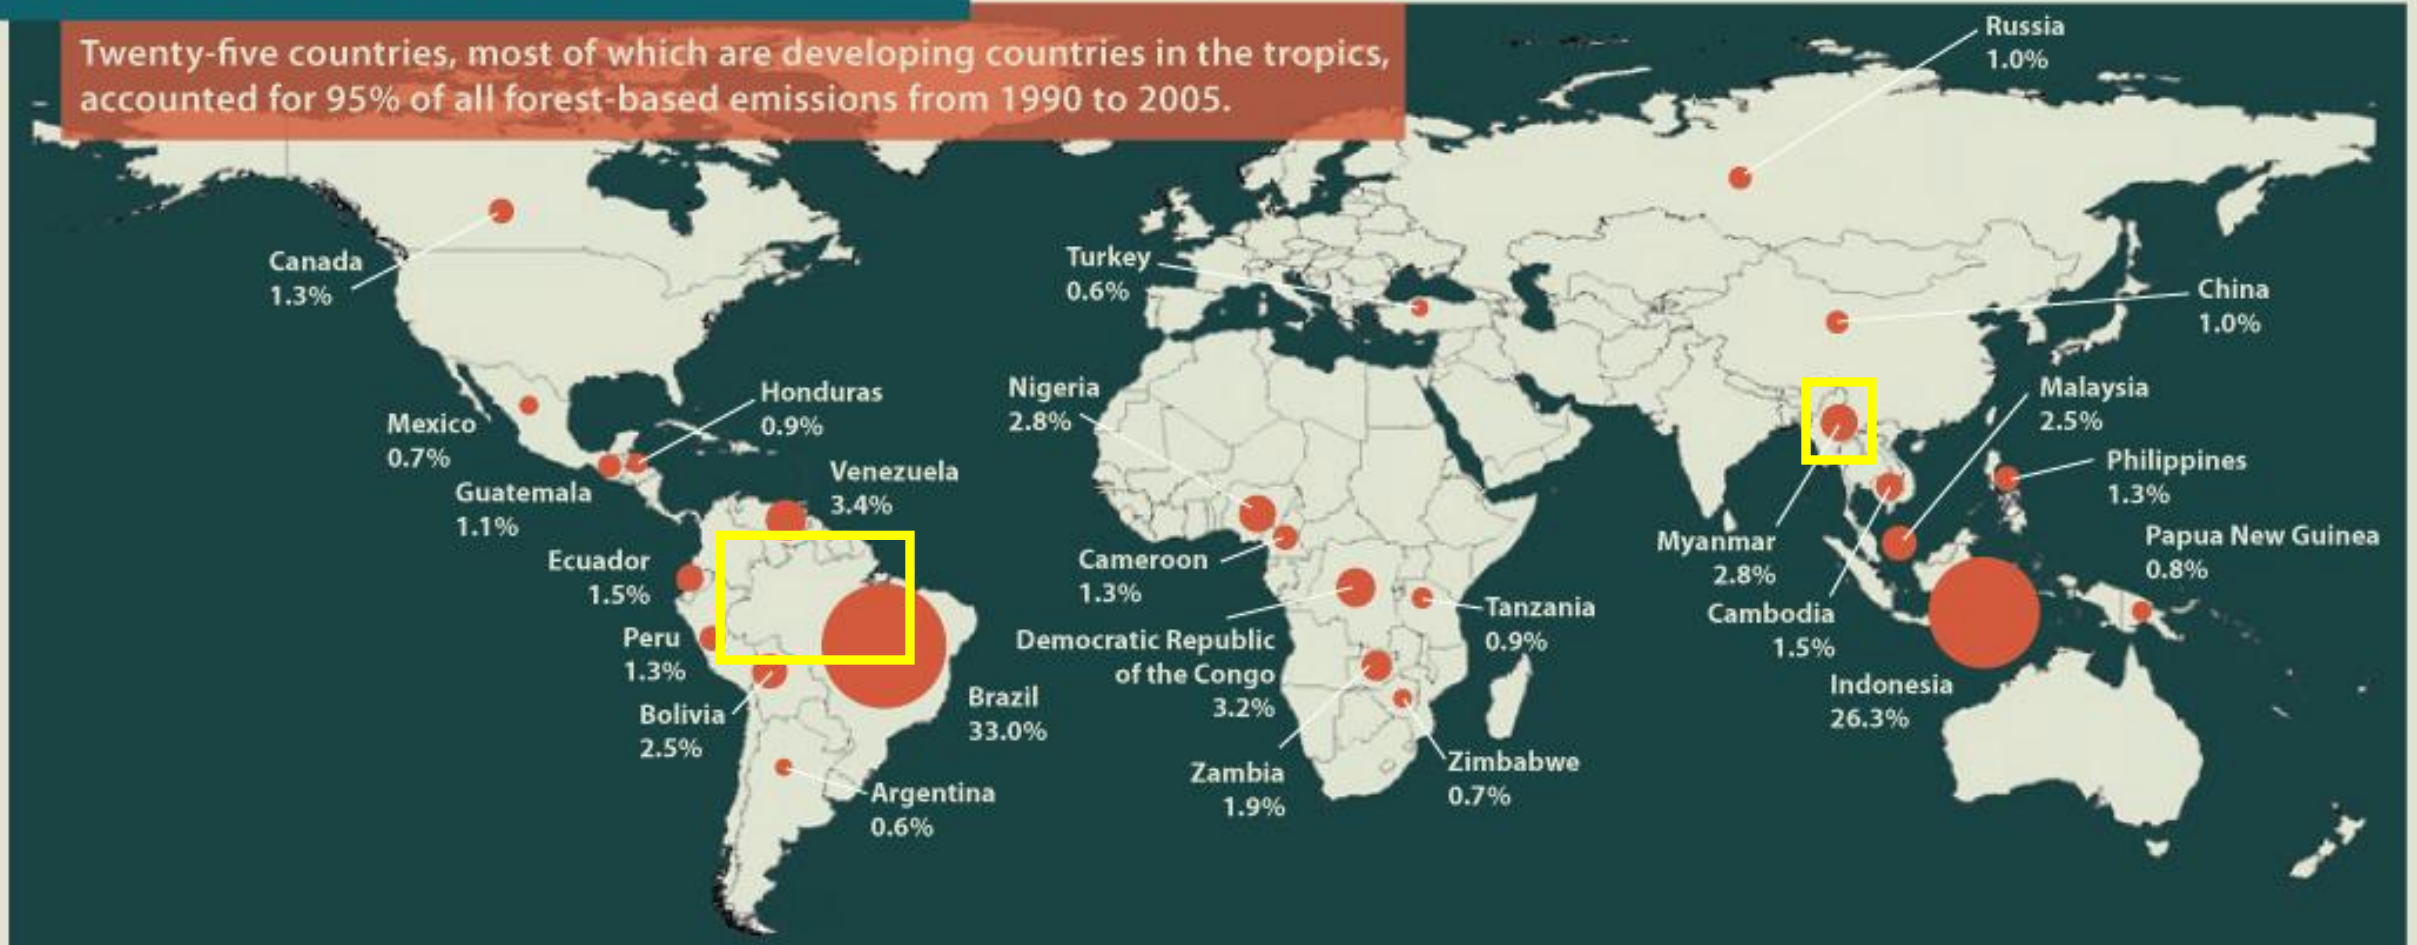 Twenty-five countries, most of which are developing countries in the tropics,
accounted for 95% of all forest-based emissions from 1990 to 2005.
Russia
1.0%
Canada
1.3%
Turkey
0.6%
China
1.0%
Mexico
0.7%
Honduras
0.9%
Nigeria
2.8%
Malaysia
2.5%
Guatemala
1.1%
Venezuela
3.4%
Philippines
1.3%
Ecuador
1.5%
Cameroon
1.3%
Myanmar
2.8%
Papua New Guinea
0.8%
Peru
1.3%
Democratic Republic
of the Congo
3.2%
Tanzania
0.9%
Cambodia
1.5%
Bolivia
2.5%
Brazil
33.0%
Indonesia
26.3%
Argentina
0.6%
Zambia
1.9%
Zimbabwe
0.7%